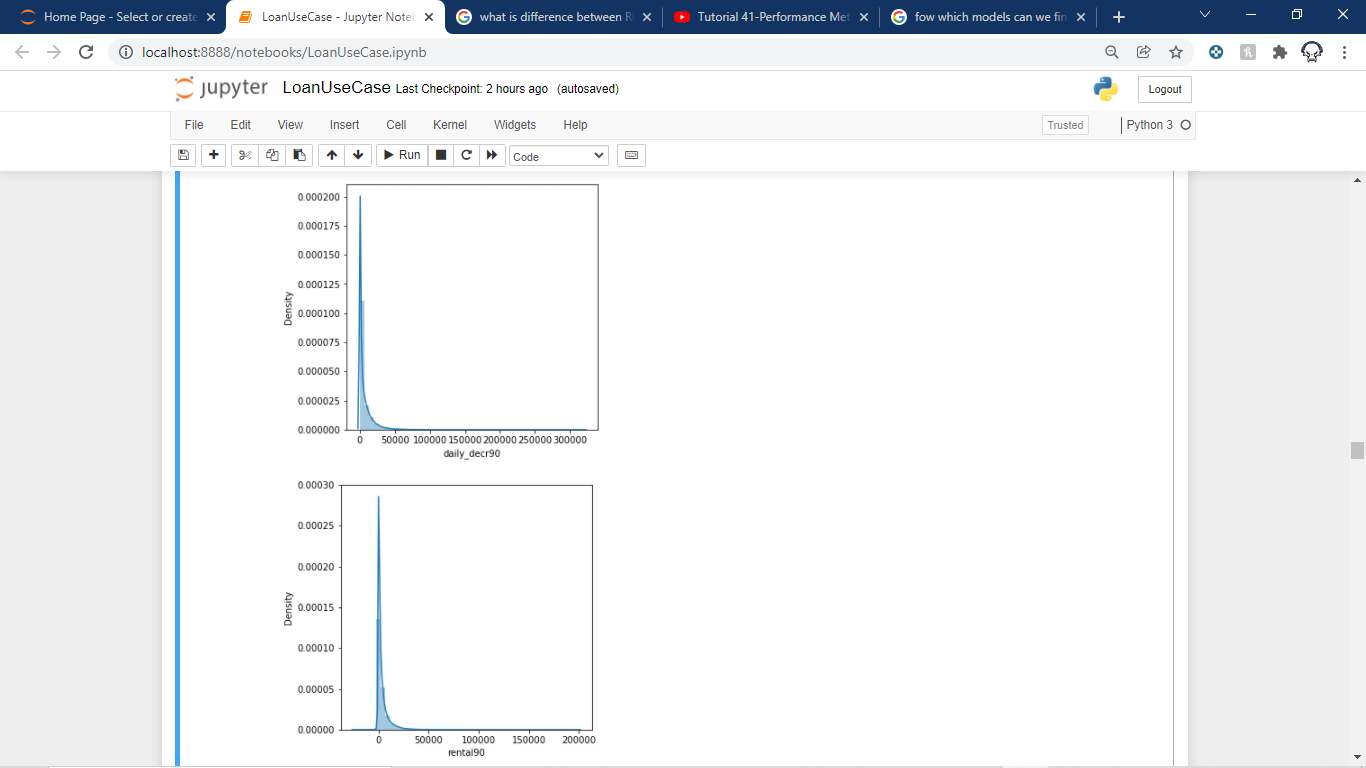 Home Page - Select or create
LoanUseCase - Jupyter Note
what is difference between R
Tutorial 41-Performance Met
fow which models can we fin
localhost:8888/notebooks/LoanUseCase.ipynb
jupyter LoanUseCase Last Checkpoint: 2 hours ago (autosaved)
Logout
File Edit View Insert Cell Kernel Widgets Help
Trusted
Python 3
Run
Code
0.000200
0.000175
0.000150
0.000125
0.000100
0.000075
0.000050
0.000025
0.000000
Density
0 50000 100000 150000 200000 250000 300000
daily_decr90
0.00030
0.00025
0.00020
0.00015
0.00010
0.00005
0.00000
Density
0 50000 100000 150000 200000
rental90